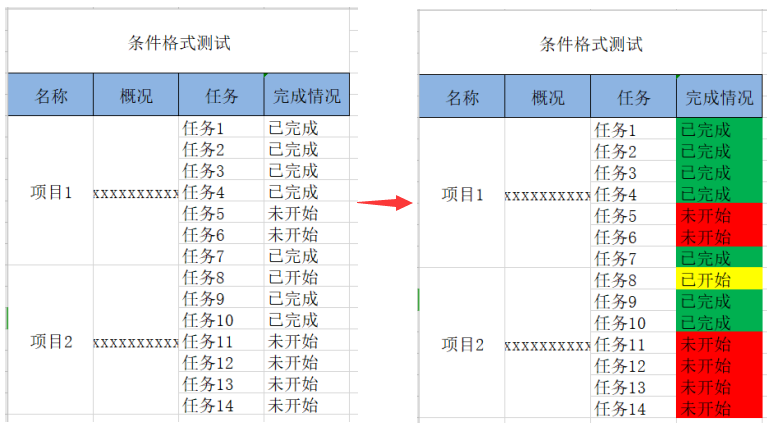 条件格式测试
名称 概况 任务 完成情况
任务1 已完成
任务2 已完成
任务3 已完成
项目1 xxxxxxxxxx 任务4 已完成
任务5 未开始
任务6 未开始
任务7 已完成
任务8 已开始
任务9 已完成
任务10 已完成
项目2 xxxxxxxxxx 任务11 未开始
任务12 未开始
任务13 未开始
任务14 未开始
条件格式测试
名称 概况 任务 完成情况
任务1 已完成
任务2 已完成
任务3 已完成
项目1 xxxxxxxxxx 任务4 已完成
任务5 未开始
任务6 未开始
任务7 已完成
任务8 已开始
任务9 已完成
任务10 已完成
项目2 xxxxxxxxxx 任务11 未开始
任务12 未开始
任务13 未开始
任务14 未开始